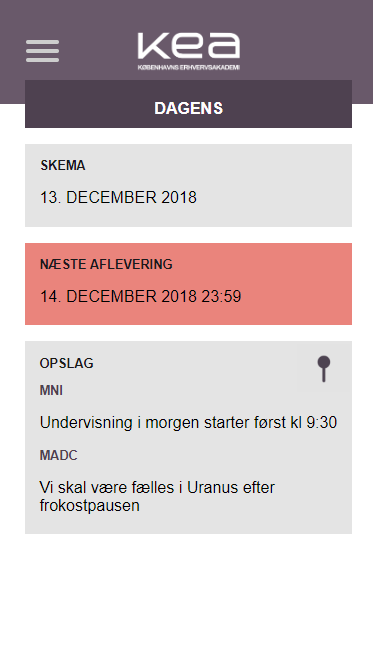 kea
KØBENHAVNS ERHVERVSAKADEMI
DAGENS
SKEMA
13. DECEMBER 2018
NÆSTE AFLEVERING
14. DECEMBER 2018 23:59
OPSLAG
MNI
Undervisning i morgen starter først kl 9:30
MADC
Vi skal være fælles i Uranus efter
frokostpausen